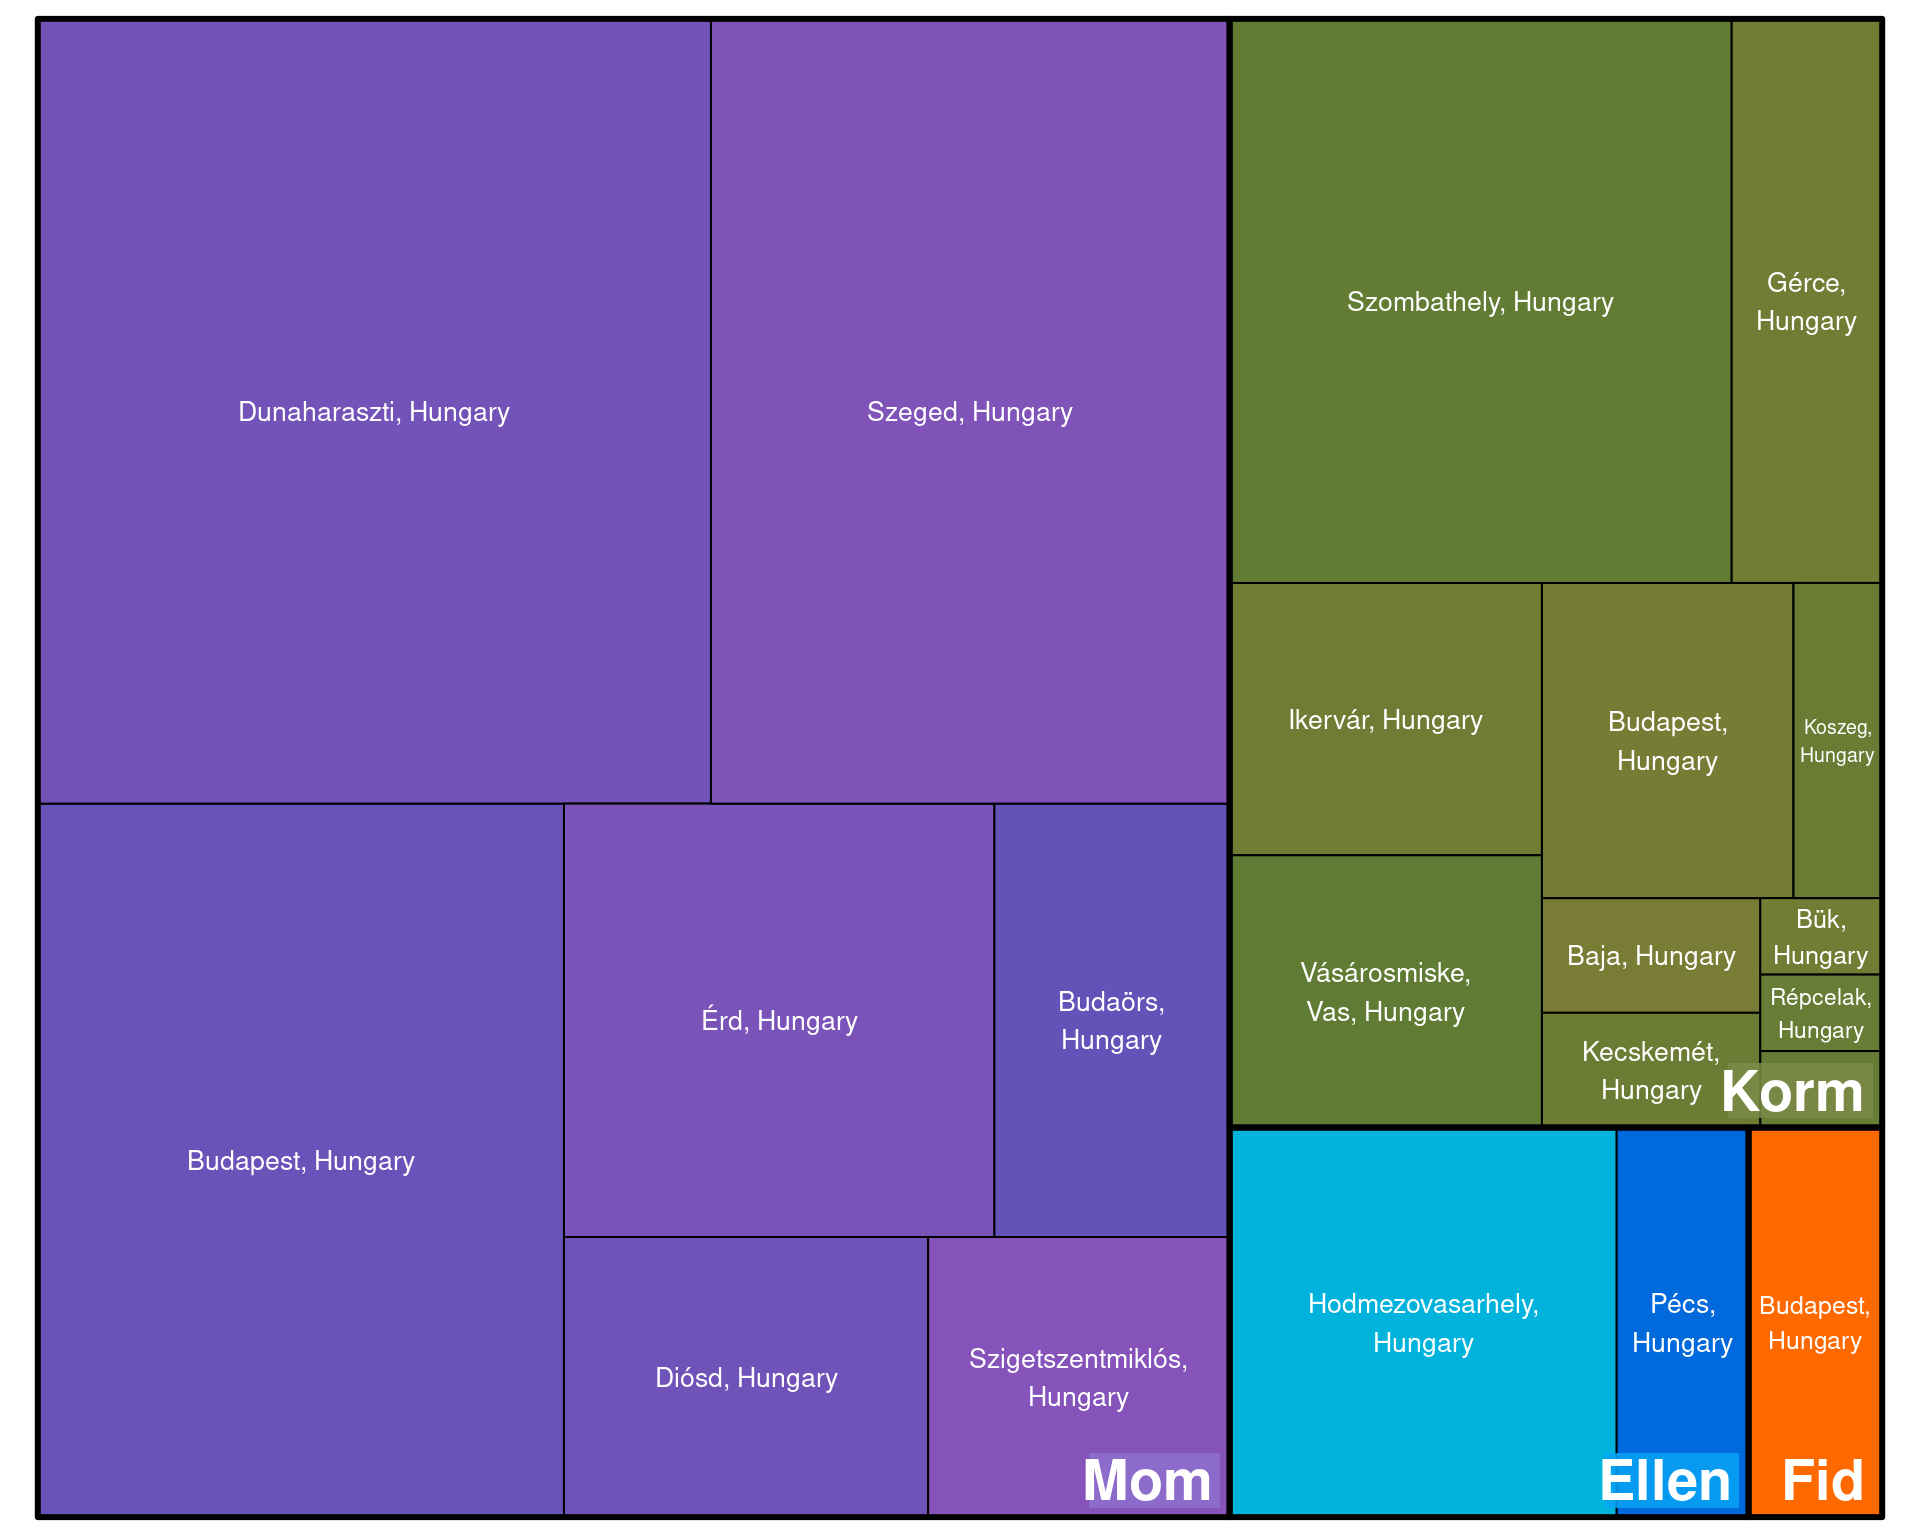 Dunaharaszti, Hungary
Szeged, Hungary
Budapest, Hungary
Érd, Hungary
Budaörs,
Hungary
Diósd, Hungary
Szigetszentmiklós,
Hungary
Mom
Szombathely, Hungary
Gérce,
Hungary
Ikervár, Hungary
Budapest,
Hungary
Koszeg,
Hungary
Vásárosmiske,
Vas, Hungary
Baja, Hungary
Bük,
Hungary
Répcelak,
Hungary
Kecskemét,
Hungary
Korm
Hodmezovasarhely,
Hungary
Pécs,
Hungary
Ellen
Budapest,
Hungary
Fid